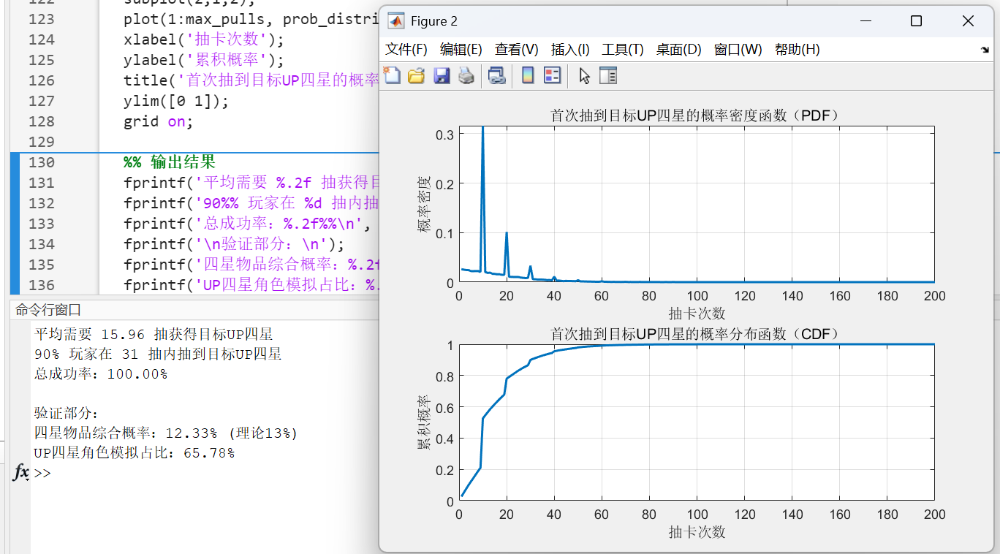 122 subplot(2,1,2);
123 plot(1:max_pulls, prob_distri
124 xlabel('抽卡次数');
125 ylabel('累积概率');
126 title('首次抽到目标UP四星的概率
127 ylim([0 1]);
128 grid on;
129
130 %% 输出结果
131 fprintf('平均需要 %.2f 抽获得目
132 fprintf('90%% 玩家在 %d 抽内抽
133 fprintf('总成功率：%.2f%%\n',
134 fprintf('\n验证部分：\n');
135 fprintf('四星物品综合概率：%.2f
136 fprintf('UP四星角色模拟占比：%.
命令行窗口
平均需要 15.96 抽获得目标UP四星
90% 玩家在 31 抽内抽到目标UP四星
总成功率：100.00%
验证部分：
四星物品综合概率：12.33% (理论13%)
UP四星角色模拟占比：65.78%
fx >>
Figure 2
文件(F) 编辑(E) 查看(V) 插入(I) 工具(T) 桌面(D) 窗口(W) 帮助(H)
首次抽到目标UP四星的概率密度函数（PDF）
概率密度
0.3
0.2
0.1
0
0 20 40 60 80 100 120 140 160 180 200
抽卡次数
首次抽到目标UP四星的概率分布函数（CDF）
累积概率
1
0.8
0.6
0.4
0.2
0
0 20 40 60 80 100 120 140 160 180 200
抽卡次数